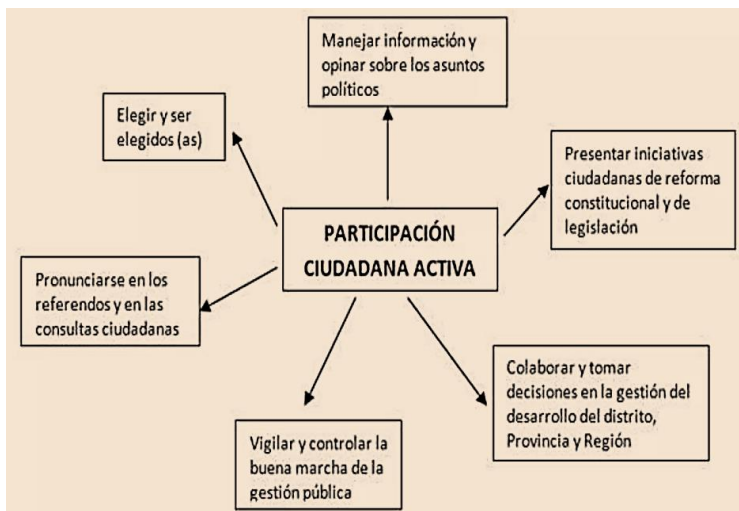 Manejar información y
opinar sobre los asuntos
políticos
Elegir y ser
elegidos (as)
Presentar iniciativas
ciudadanas de reforma
constitucional y de
legislación
PARTICIPACIÓN
CIUDADANA ACTIVA
Pronunciarse en los
referendos y en las
consultas ciudadanas
Colaborar y tomar
decisiones en la gestión del
desarrollo del distrito,
Provincia y Región
Vigilar y controlar la
buena marcha de la
gestión pública